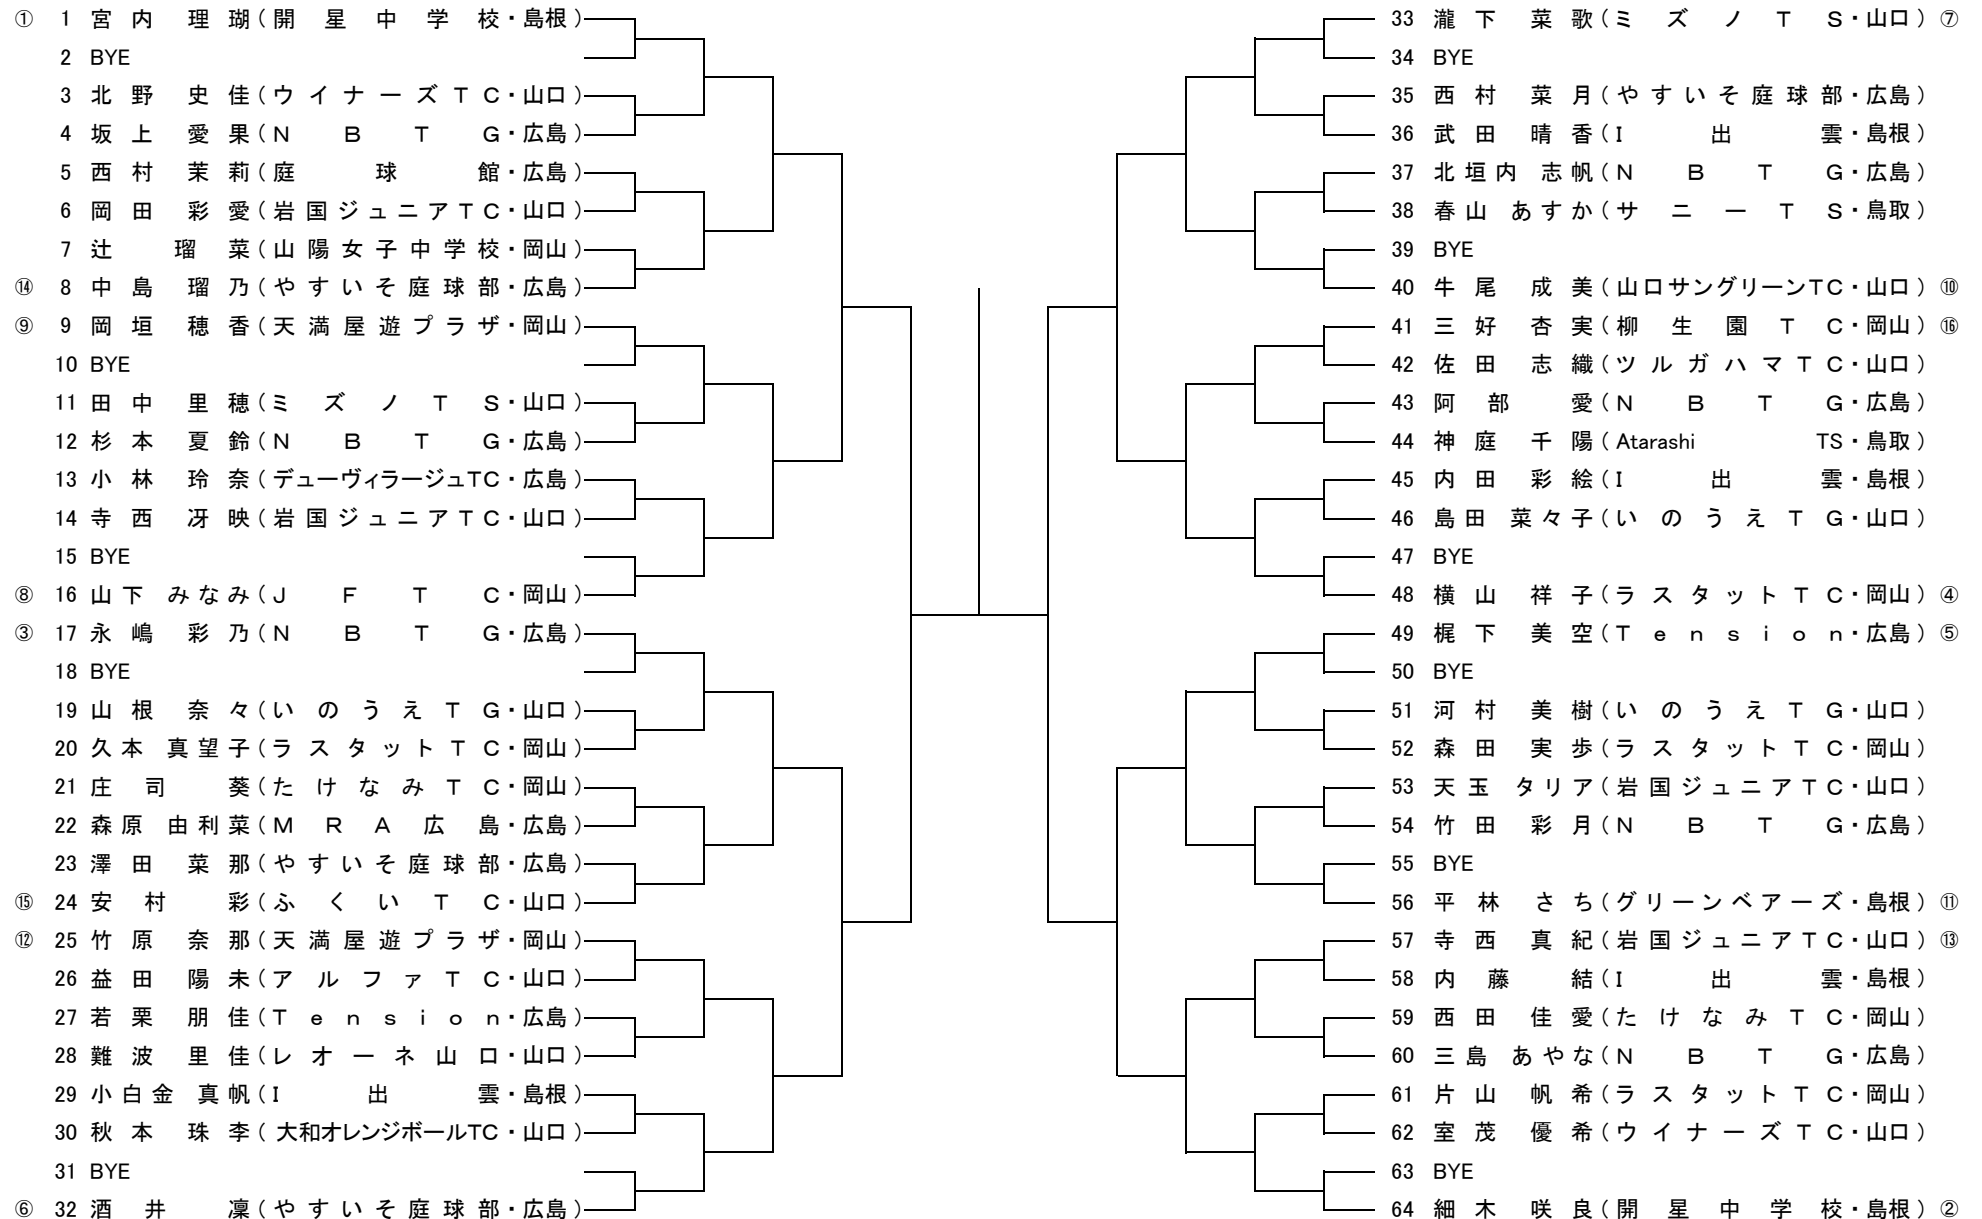 ① 1 宮内 理瑚(開星中学校・島根)
2 BYE
3 北野 史佳(ウイナーズTC・山口)
4 坂上 愛果(NBTG・広島)
5 西村 茉莉(庭球館・広島)
6 岡田 彩愛(岩国ジュニアTC・山口)
7 辻 瑠菜(山陽女子中学校・岡山)
⑭ 8 中島 瑠乃(やすいそ庭球部・広島)
⑨ 9 岡垣 穂香(天満屋遊プラザ・岡山)
10 BYE
11 田中 里穂(ミズノTS・山口)
12 杉本 夏鈴(NBTG・広島)
13 小林 玲奈(デューヴィラージュTC・広島)
14 寺西 冴映(岩国ジュニアTC・山口)
15 BYE
⑧ 16 山下 みなみ(JFTC・岡山)
③ 17 永嶋 彩乃(NBTG・広島)
18 BYE
19 山根 奈々(いのうえTG・山口)
20 久本 真望子(ラスタットTC・岡山)
21 庄司 葵(たけなみTC・岡山)
22 森原 由利菜(MRA広島・広島)
23 澤田 菜那(やすいそ庭球部・広島)
⑮ 24 安村 彩(ふくいTC・山口)
⑫ 25 竹原 奈那(天満屋遊プラザ・岡山)
26 益田 陽未(アルファTC・山口)
27 若栗 朋佳(Tension・広島)
28 難波 里佳(レオーネ山口・山口)
29 小白金 真帆(I出雲・島根)
30 秋本 珠李(大和オレンジボールTC・山口)
31 BYE
⑥ 32 酒井 凜(やすいそ庭球部・広島)
33 瀧下 菜歌(ミズノTS・山口) ⑦
34 BYE
35 西村 菜月(やすいそ庭球部・広島)
36 武田 晴香(I出雲・島根)
37 北垣内 志帆(NBTG・広島)
38 春山 あすか(サニーTS・鳥取)
39 BYE
40 牛尾 成美(山口サングリーンTC・山口) ⑩
41 三好 杏実(柳生園TC・岡山) ⑯
42 佐田 志織(ツルガハマTC・山口)
43 阿部 愛(NBTG・広島)
44 神庭 千陽(Atarashi TS・鳥取)
45 内田 彩絵(I出雲・島根)
46 島田 菜々子(いのうえTG・山口)
47 BYE
48 横山 祥子(ラスタットTC・岡山) ④
49 梶下 美空(Tension・広島) ⑤
50 BYE
51 河村 美樹(いのうえTG・山口)
52 森田 実歩(ラスタットTC・岡山)
53 天玉 タリア(岩国ジュニアTC・山口)
54 竹田 彩月(NBTG・広島)
55 BYE
56 平林 さち(グリーンベアーズ・島根) ⑪
57 寺西 真紀(岩国ジュニアTC・山口) ⑬
58 内藤 結(I出雲・島根)
59 西田 佳愛(たけなみTC・岡山)
60 三島 あやな(NBTG・広島)
61 片山 帆希(ラスタットTC・岡山)
62 室茂 優希(ウイナーズTC・山口)
63 BYE
64 細木 咲良(開星中学校・島根) ②